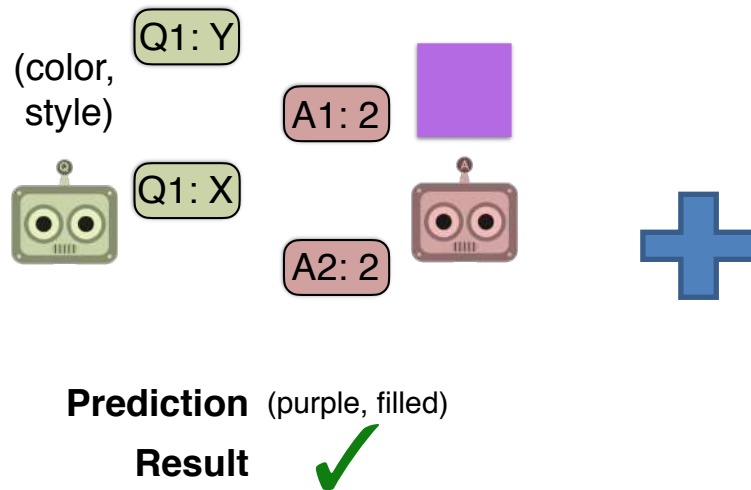 Q1: Y
(color,
style)
A1: 2
Q
A
Q1: X
A2: 2
Prediction (purple, filled)
Result